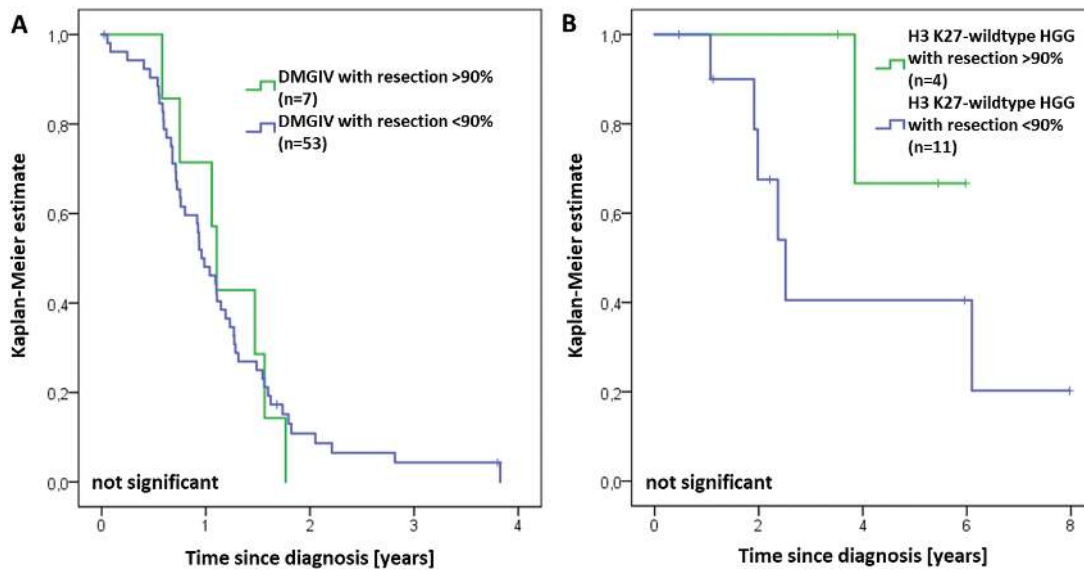 A
Kaplan-Meier estimate
1,0
0,8
0,6
0,4
0,2
0,0
DMGIV with resection >90%
(n=7)
DMGIV with resection <90%
(n=53)
not significant
0 1 2 3 4
Time since diagnosis [years]
B
Kaplan-Meier estimate
1,0
0,8
0,6
0,4
0,2
0,0
H3 K27-wildtype HGG
with resection >90%
(n=4)
H3 K27-wildtype HGG
with resection <90%
(n=11)
not significant
0 2 4 6 8
Time since diagnosis [years]